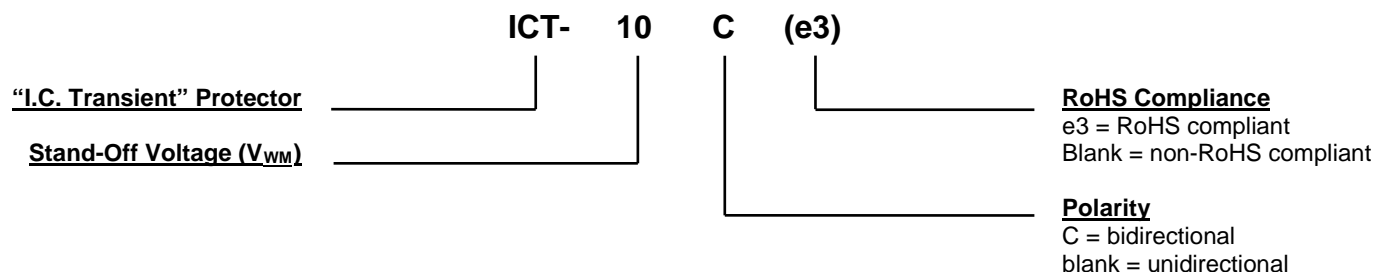 ICT- 10 C (e3)
“I.C. Transient” Protector
Stand-Off Voltage (VWM)
RoHS Compliance
e3 = RoHS compliant
Blank = non-RoHS compliant
Polarity
C = bidirectional
blank = unidirectional